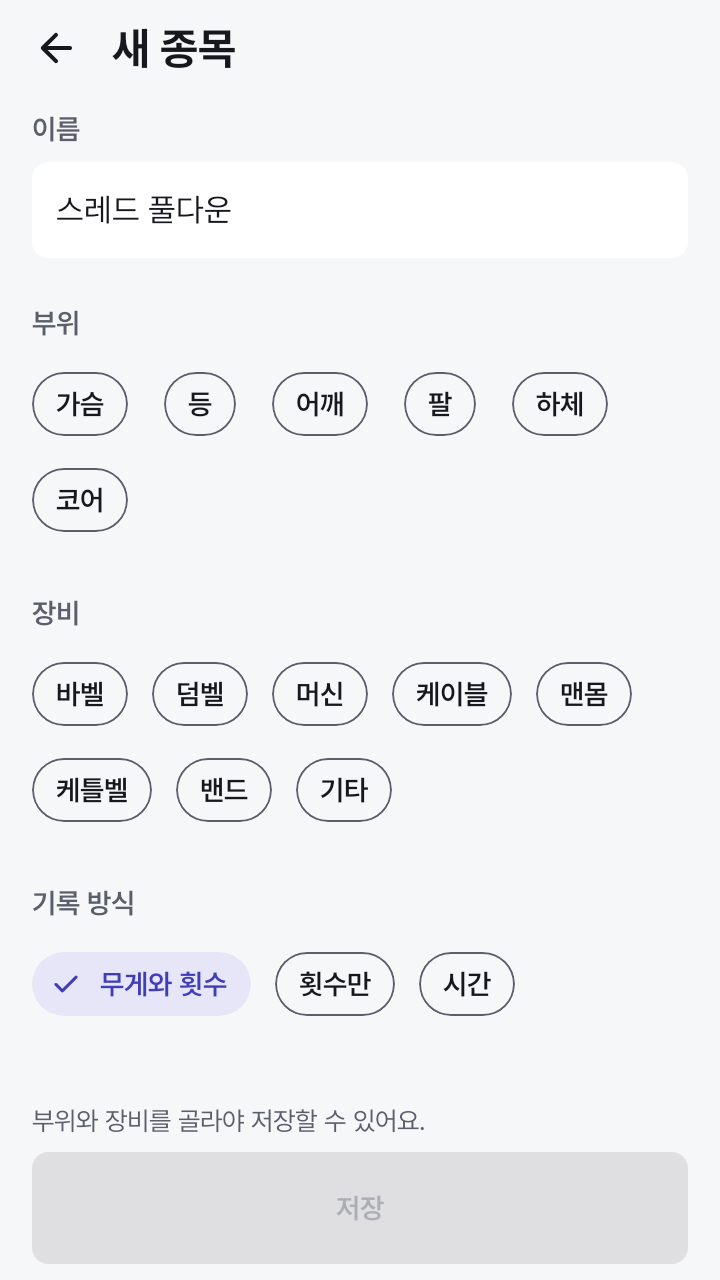 새 종목
이름
스레드 풀다운
부위
가슴 등 어깨 팔 하체
코어
장비
바벨 덤벨 머신 케이블 맨몸
케틀벨 밴드 기타
기록 방식
무게와 횟수 횟수만 시간
부위와 장비를 골라야 저장할 수 있어요.
저장